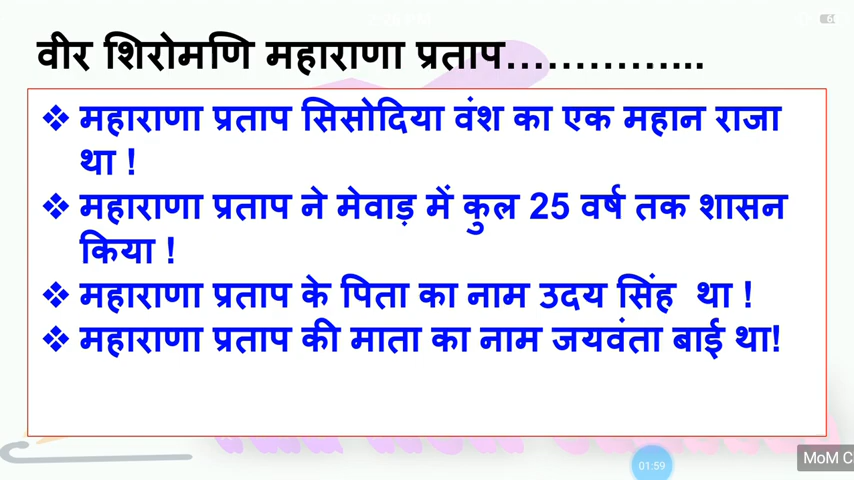 वीर शिरोमणि महाराणा प्रताप...............
❖ महाराणा प्रताप सिसोदिया वंश का एक महान राजा
था !
❖ महाराणा प्रताप ने मेवाड़ में कुल 25 वर्ष तक शासन
किया !
❖ महाराणा प्रताप के पिता का नाम उदय सिंह था !
❖ महाराणा प्रताप की माता का नाम जयवंता बाई था!
01:59
MoM C